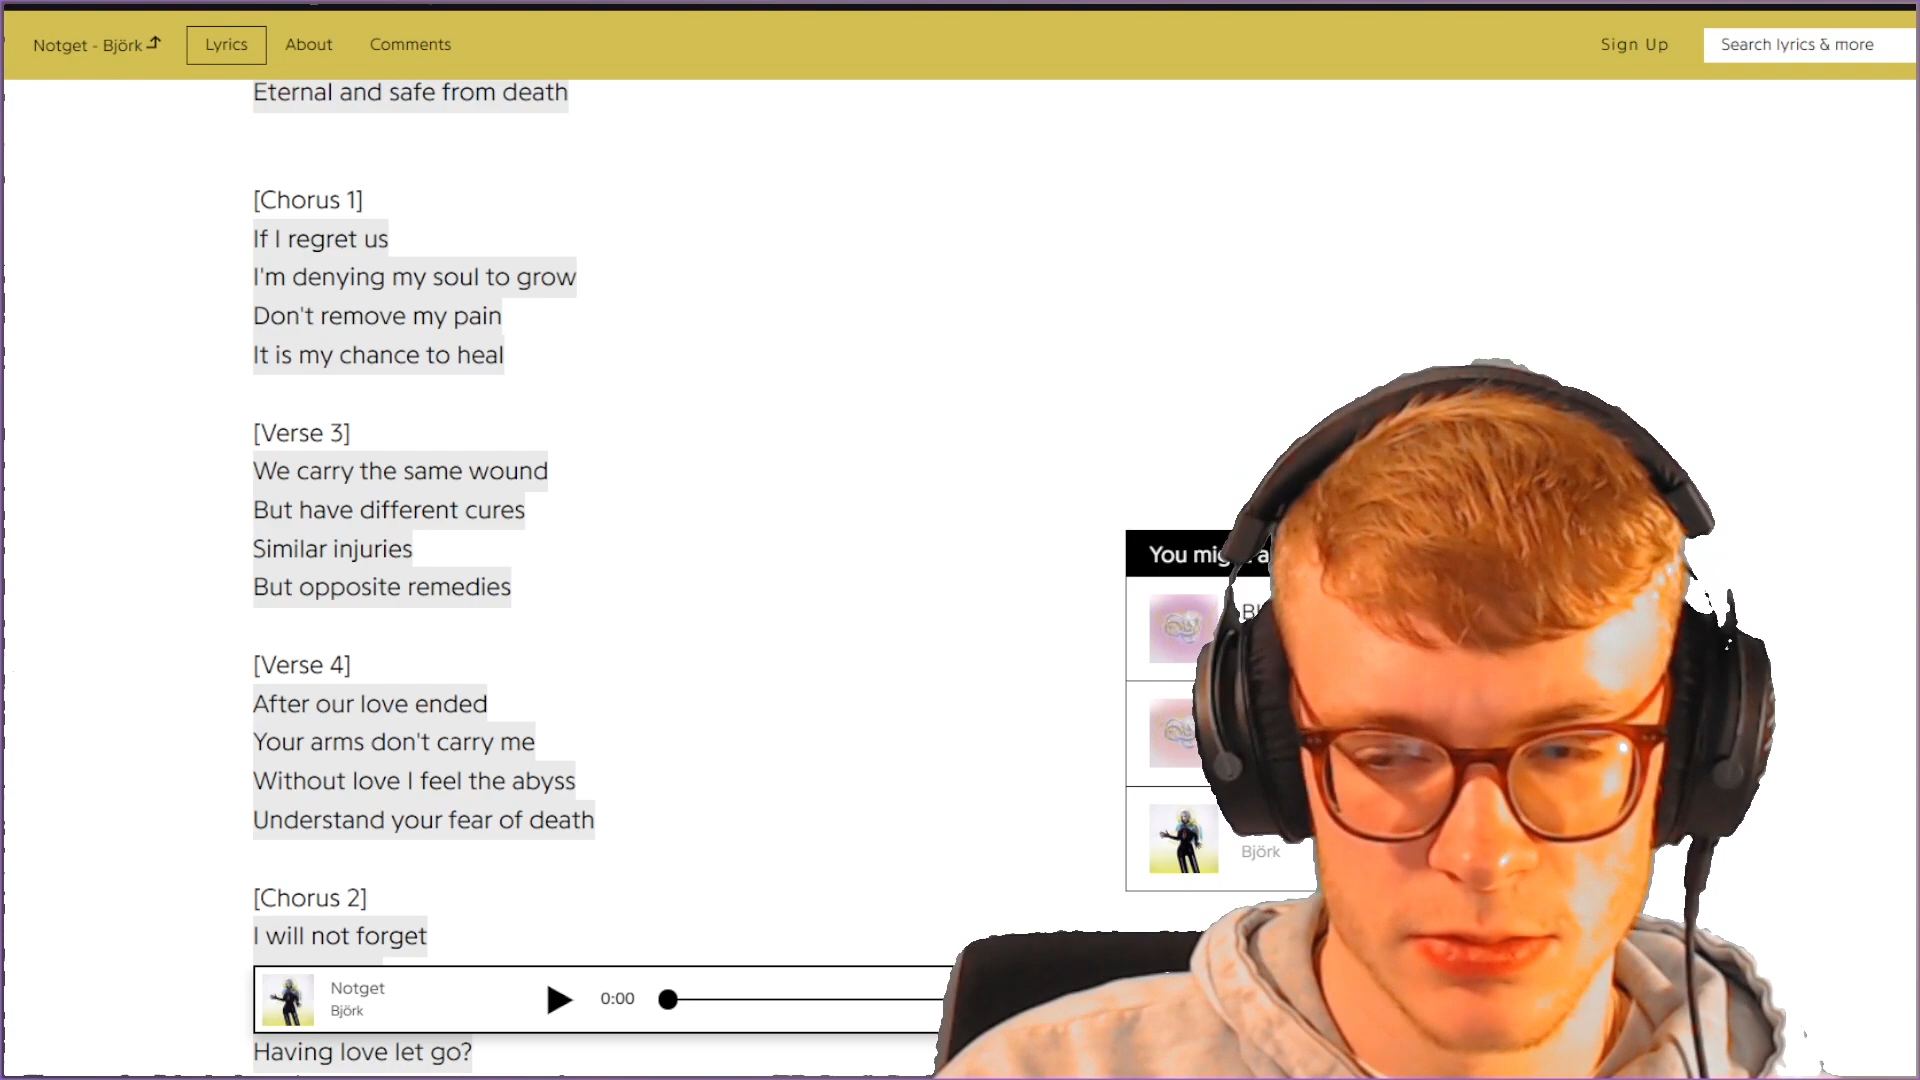 Notget - Björk
Lyrics
About
Comments
Sign Up
Search lyrics & more
Eternal and safe from death
[Chorus 1]
If I regret us
I'm denying my soul to grow
Don't remove my pain
It is my chance to heal
[Verse 3]
We carry the same wound
But have different cures
Similar injuries
But opposite remedies
[Verse 4]
After our love ended
Your arms don't carry me
Without love I feel the abyss
Understand your fear of death
[Chorus 2]
I will not forget
Notget
Björk
0:00
Having love let go?
You
Björk